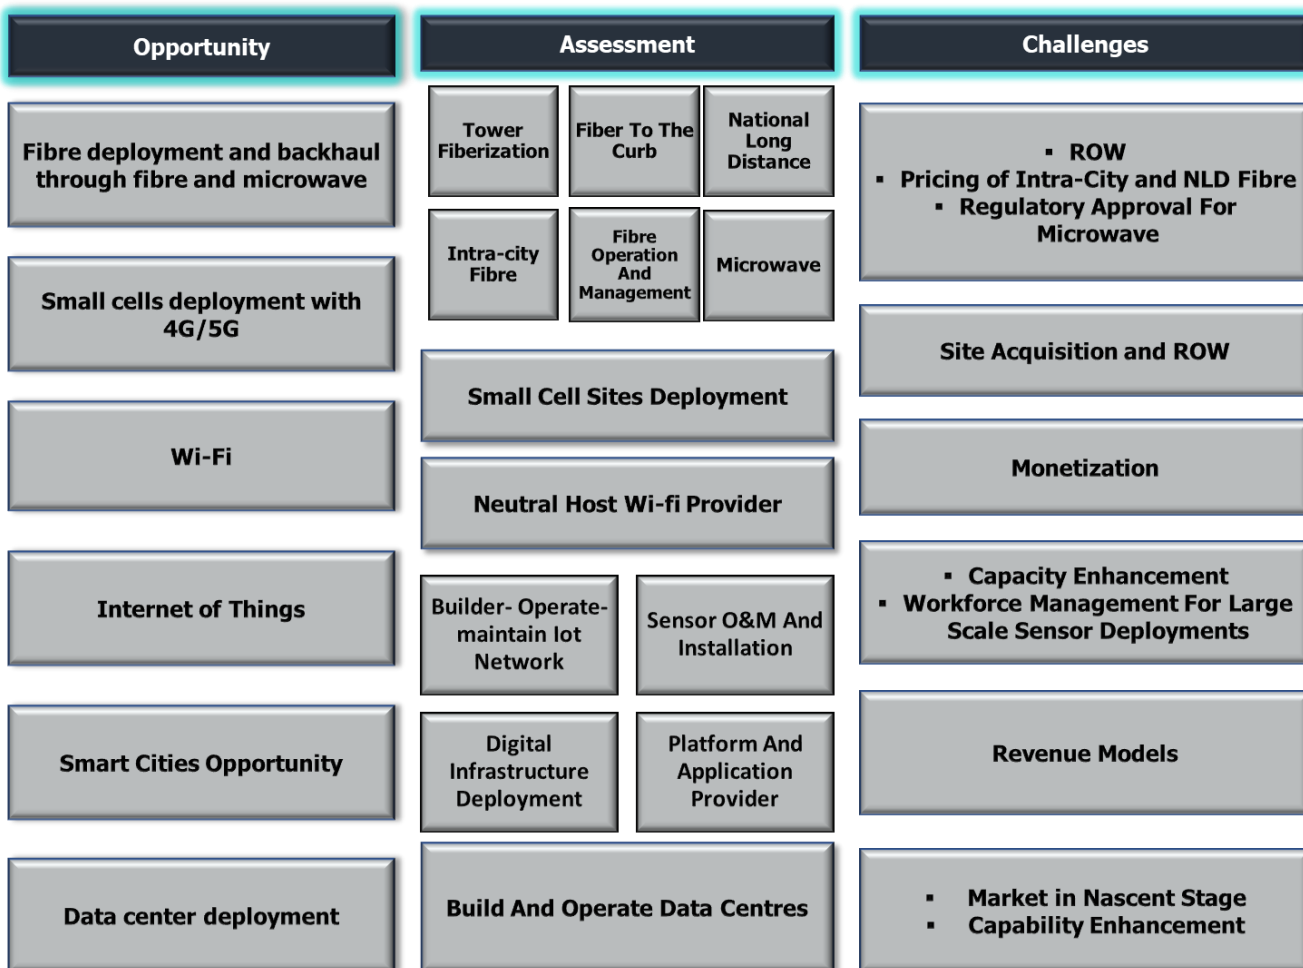 Opportunity
Assessment
Challenges
Fibre deployment and backhaul
through fibre and microwave
Tower
Fiberization
Fiber To The
Curb
National
Long
Distance
Intra-city
Fibre
Fibre
Operation
And
Management
Microwave
▪ ROW
▪ Pricing of Intra-City and NLD Fibre
▪ Regulatory Approval For
Microwave
Small cells deployment with
4G/5G
Small Cell Sites Deployment
Site Acquisition and ROW
Wi-Fi
Neutral Host Wi-fi Provider
Monetization
Internet of Things
Builder- Operate-
maintain Iot
Network
Sensor O&M And
Installation
▪ Capacity Enhancement
▪ Workforce Management For Large
Scale Sensor Deployments
Smart Cities Opportunity
Digital
Infrastructure
Deployment
Platform And
Application
Provider
Revenue Models
Data center deployment
Build And Operate Data Centres
▪ Market in Nascent Stage
▪ Capability Enhancement